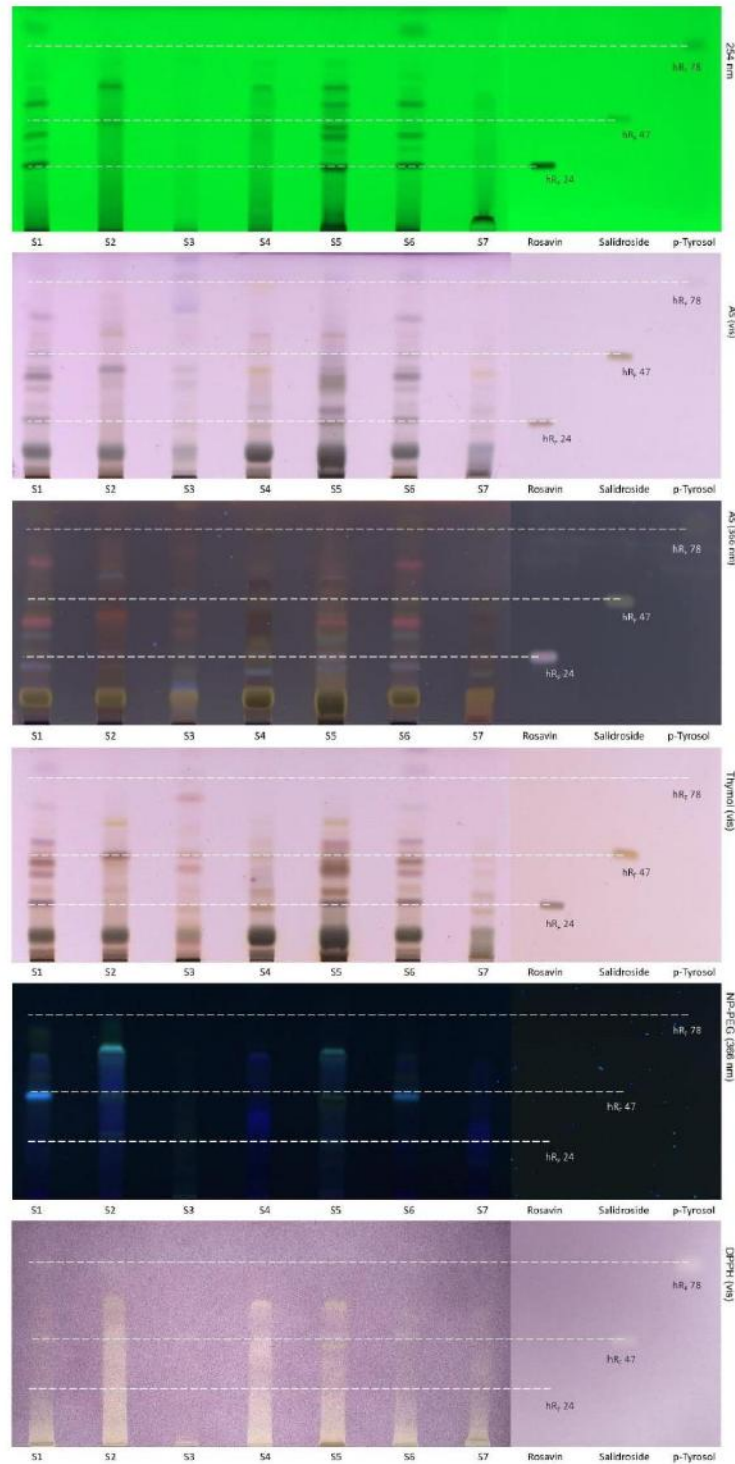 254 nm
hRF 78
hRF 47
hRF 24
S1 S2 S3 S4 S5 S6 S7 Rosavin Salidroside p-Tyrosol
AS (vis)
hRF 78
hRF 47
hRF 24
S1 S2 S3 S4 S5 S6 S7 Rosavin Salidroside p-Tyrosol
AS (366 nm)
hRF 78
hRF 47
hRF 24
S1 S2 S3 S4 S5 S6 S7 Rosavin Salidroside p-Tyrosol
Thymol (vis)
hRF 78
hRF 47
hRF 24
S1 S2 S3 S4 S5 S6 S7 Rosavin Salidroside p-Tyrosol
NP-PEG (366 nm)
hRF 78
hRF 47
hRF 24
S1 S2 S3 S4 S5 S6 S7 Rosavin Salidroside p-Tyrosol
DPPH (vis)
hRF 78
hRF 47
hRF 24
S1 S2 S3 S4 S5 S6 S7 Rosavin Salidroside p-Tyrosol